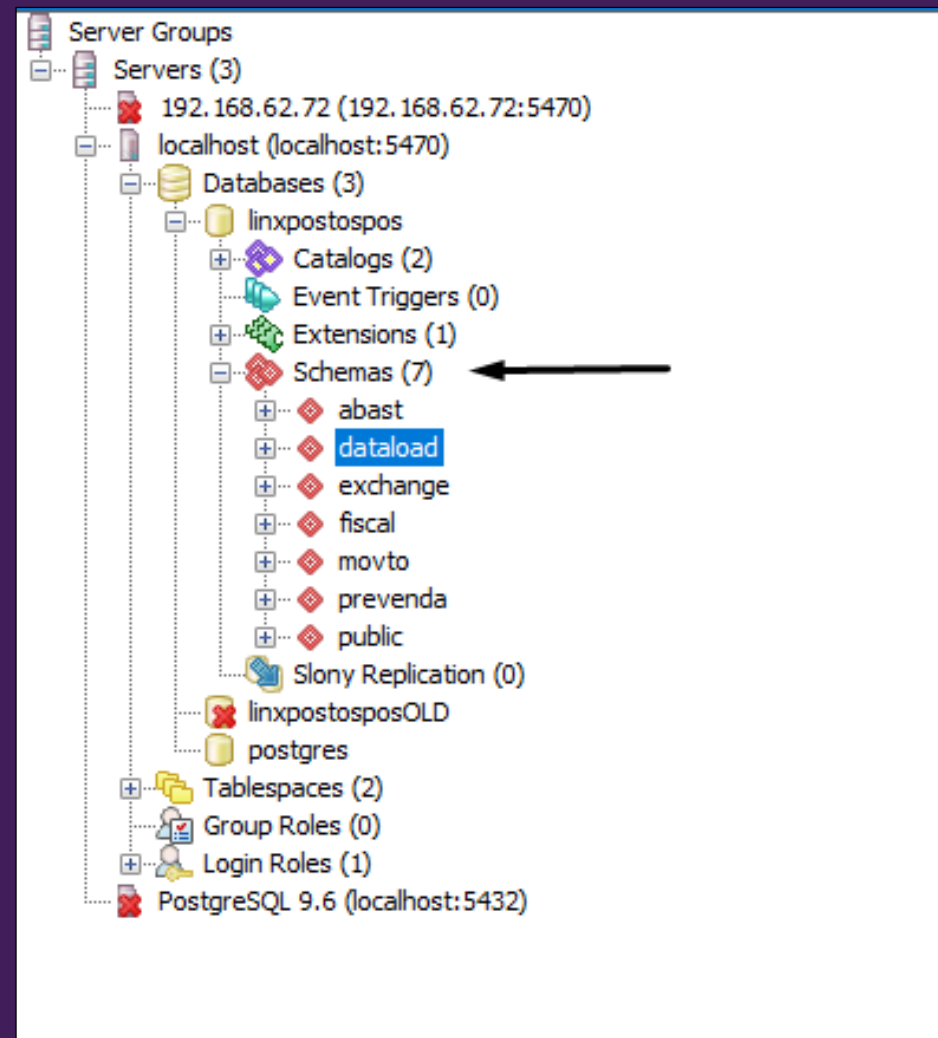 Server Groups
Servers (3)
192.168.62.72 (192.168.62.72:5470)
localhost (localhost:5470)
Databases (3)
linxpostospos
Catalogs (2)
Event Triggers (0)
Extensions (1)
Schemas (7)
abast
dataload
exchange
fiscal
movto
prevenda
public
Slony Replication (0)
linxpostosposOLD
postgres
Tablespaces (2)
Group Roles (0)
Login Roles (1)
PostgreSQL 9.6 (localhost:5432)